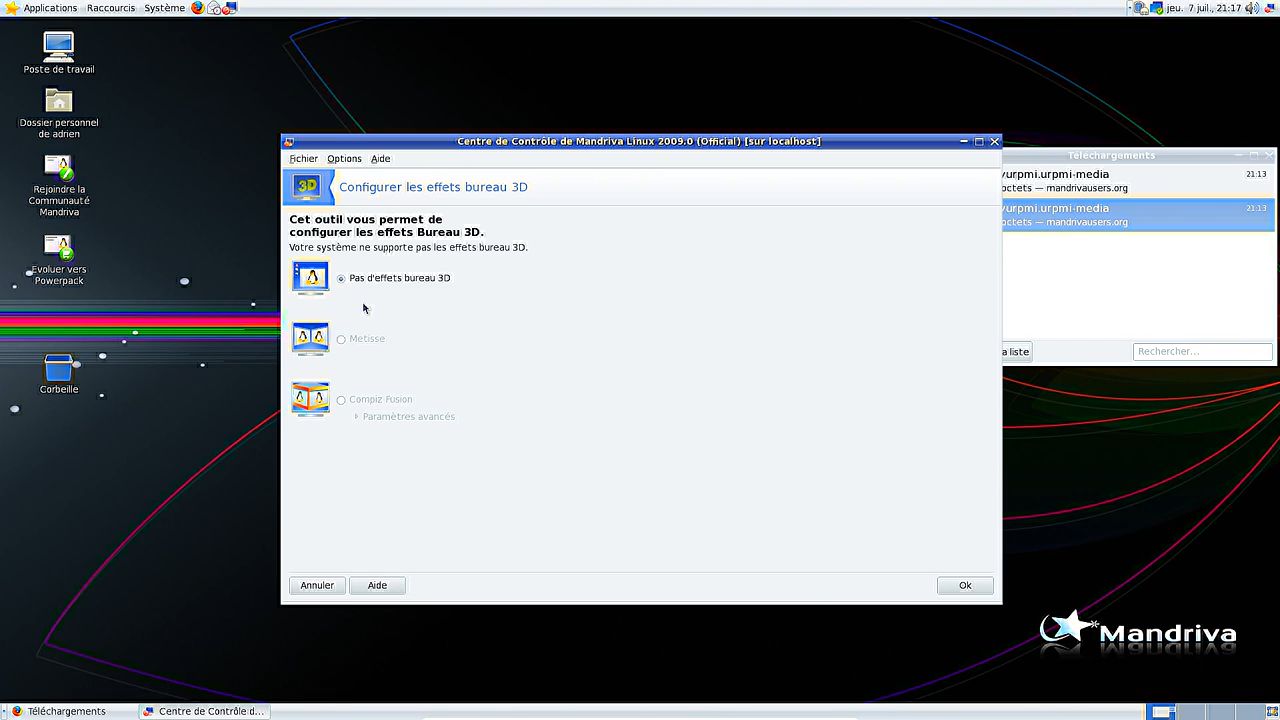 Applications Raccourcis Système
jeu. 7 juil., 21:17
Poste de travail
Dossier personnel
de adrien
Rejoindre la
Communauté
Mandriva
Evoluer vers
Powerpack
Corbeille
Centre de Contrôle de Mandriva Linux 2009.0 (Official) [sur localhost]
Fichier Options Aide
3D
Configurer les effets bureau 3D
Cet outil vous permet de
configurer les effets Bureau 3D.
Votre système ne supporte pas les effets bureau 3D.
Pas d'effets bureau 3D
Metisse
Compiz Fusion
Paramètres avancés
Annuler Aide Ok
Téléchargements
urpmi.urpmi-media 21:13
octets — mandrivausers.org
urpmi.urpmi-media 21:13
octets — mandrivausers.org
a liste Rechercher...
Mandriva
Téléchargements Centre de Contrôle d...